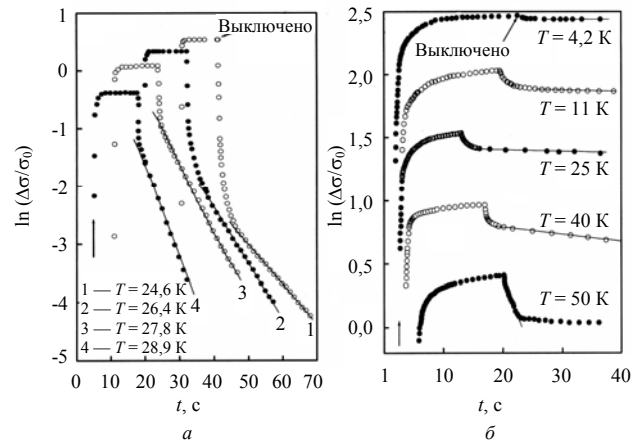 Выключено
ln (Δσ/σ₀)
1
0
-1
-2
-3
-4
-5
1 — T = 24,6 К
2 — T = 26,4 К
3 — T = 27,8 К
4 — T = 28,9 К
4
3
2
1
0 10 20 30 40 50 60 70
t, с
а
Выключено
ln (Δσ/σ₀)
2,5
2,0
1,5
1,0
0,5
0,0
T = 4,2 К
T = 11 К
T = 25 К
T = 40 К
T = 50 К
1 10 20 30 40
t, с
б